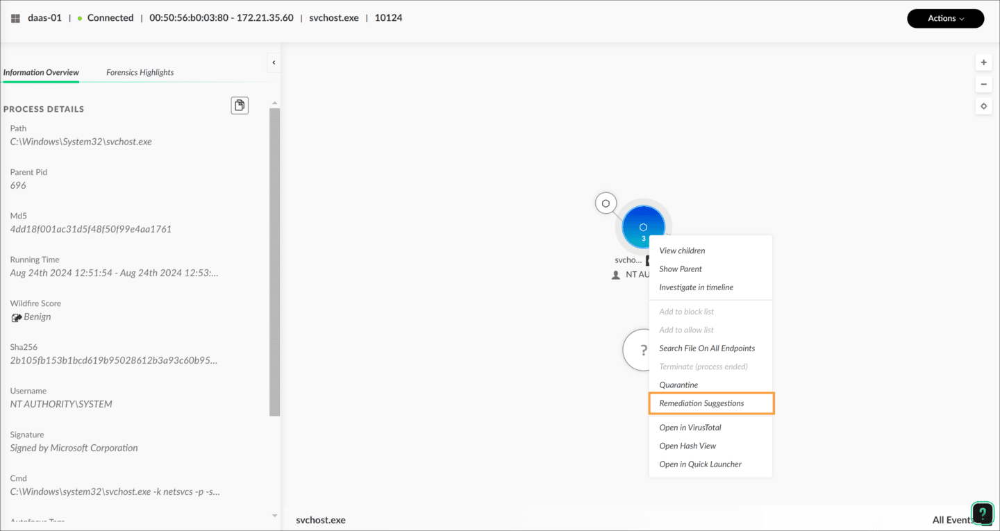 daas-01 | Connected | 00:50:56:b0:03:80 - 172.21.35.60 | svchost.exe | 10124
Actions
Information Overview
Forensics Highlights
PROCESS DETAILS
Path
C:\Windows\System32\svchost.exe
Parent Pid
696
Md5
4dd18f001ac31d5f48f50f99e4aa1761
Running Time
Aug 24th 2024 12:51:54 - Aug 24th 2024 12:53:...
Wildfire Score
Benign
Sha256
2b105fb153b1bcd619b95028612b3a93c60b95...
Username
NT AUTHORITY\SYSTEM
Signature
Signed by Microsoft Corporation
Cmd
C:\Windows\system32\svchost.exe -k netsvcs -p -s...
Autofocus Tags
3
svcho...
NT AU
?
View children
Show Parent
Investigate in timeline
Add to block list
Add to allow list
Search File On All Endpoints
Terminate (process ended)
Quarantine
Remediation Suggestions
Open in VirusTotal
Open Hash View
Open in Quick Launcher
svchost.exe
All Events
?